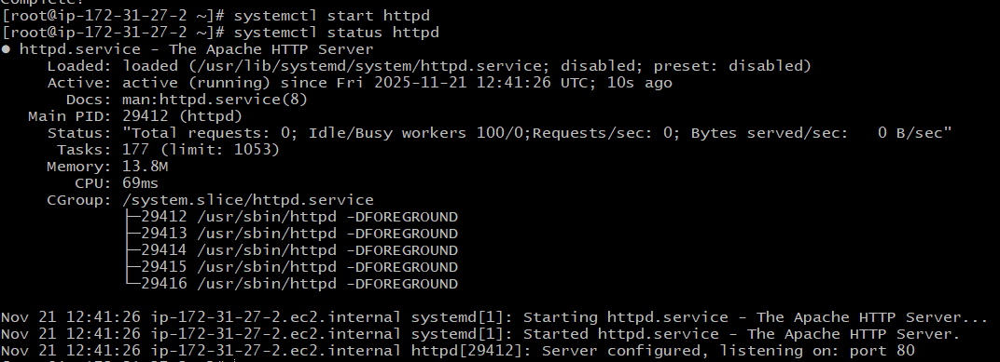 Complete!
[root@ip-172-31-27-2 ~]# systemctl start httpd
[root@ip-172-31-27-2 ~]# systemctl status httpd
● httpd.service - The Apache HTTP Server
     Loaded: loaded (/usr/lib/systemd/system/httpd.service; disabled; preset: disabled)
     Active: active (running) since Fri 2025-11-21 12:41:26 UTC; 10s ago
       Docs: man:httpd.service(8)
   Main PID: 29412 (httpd)
     Status: "Total requests: 0; Idle/Busy workers 100/0;Requests/sec: 0; Bytes served/sec:   0 B/sec"
      Tasks: 177 (limit: 1053)
     Memory: 13.8M
        CPU: 69ms
     CGroup: /system.slice/httpd.service
             ├─29412 /usr/sbin/httpd -DFOREGROUND
             ├─29413 /usr/sbin/httpd -DFOREGROUND
             ├─29414 /usr/sbin/httpd -DFOREGROUND
             ├─29415 /usr/sbin/httpd -DFOREGROUND
             └─29416 /usr/sbin/httpd -DFOREGROUND

Nov 21 12:41:26 ip-172-31-27-2.ec2.internal systemd[1]: Starting httpd.service - The Apache HTTP Server...
Nov 21 12:41:26 ip-172-31-27-2.ec2.internal systemd[1]: Started httpd.service - The Apache HTTP Server.
Nov 21 12:41:26 ip-172-31-27-2.ec2.internal httpd[29412]: Server configured, listening on: port 80